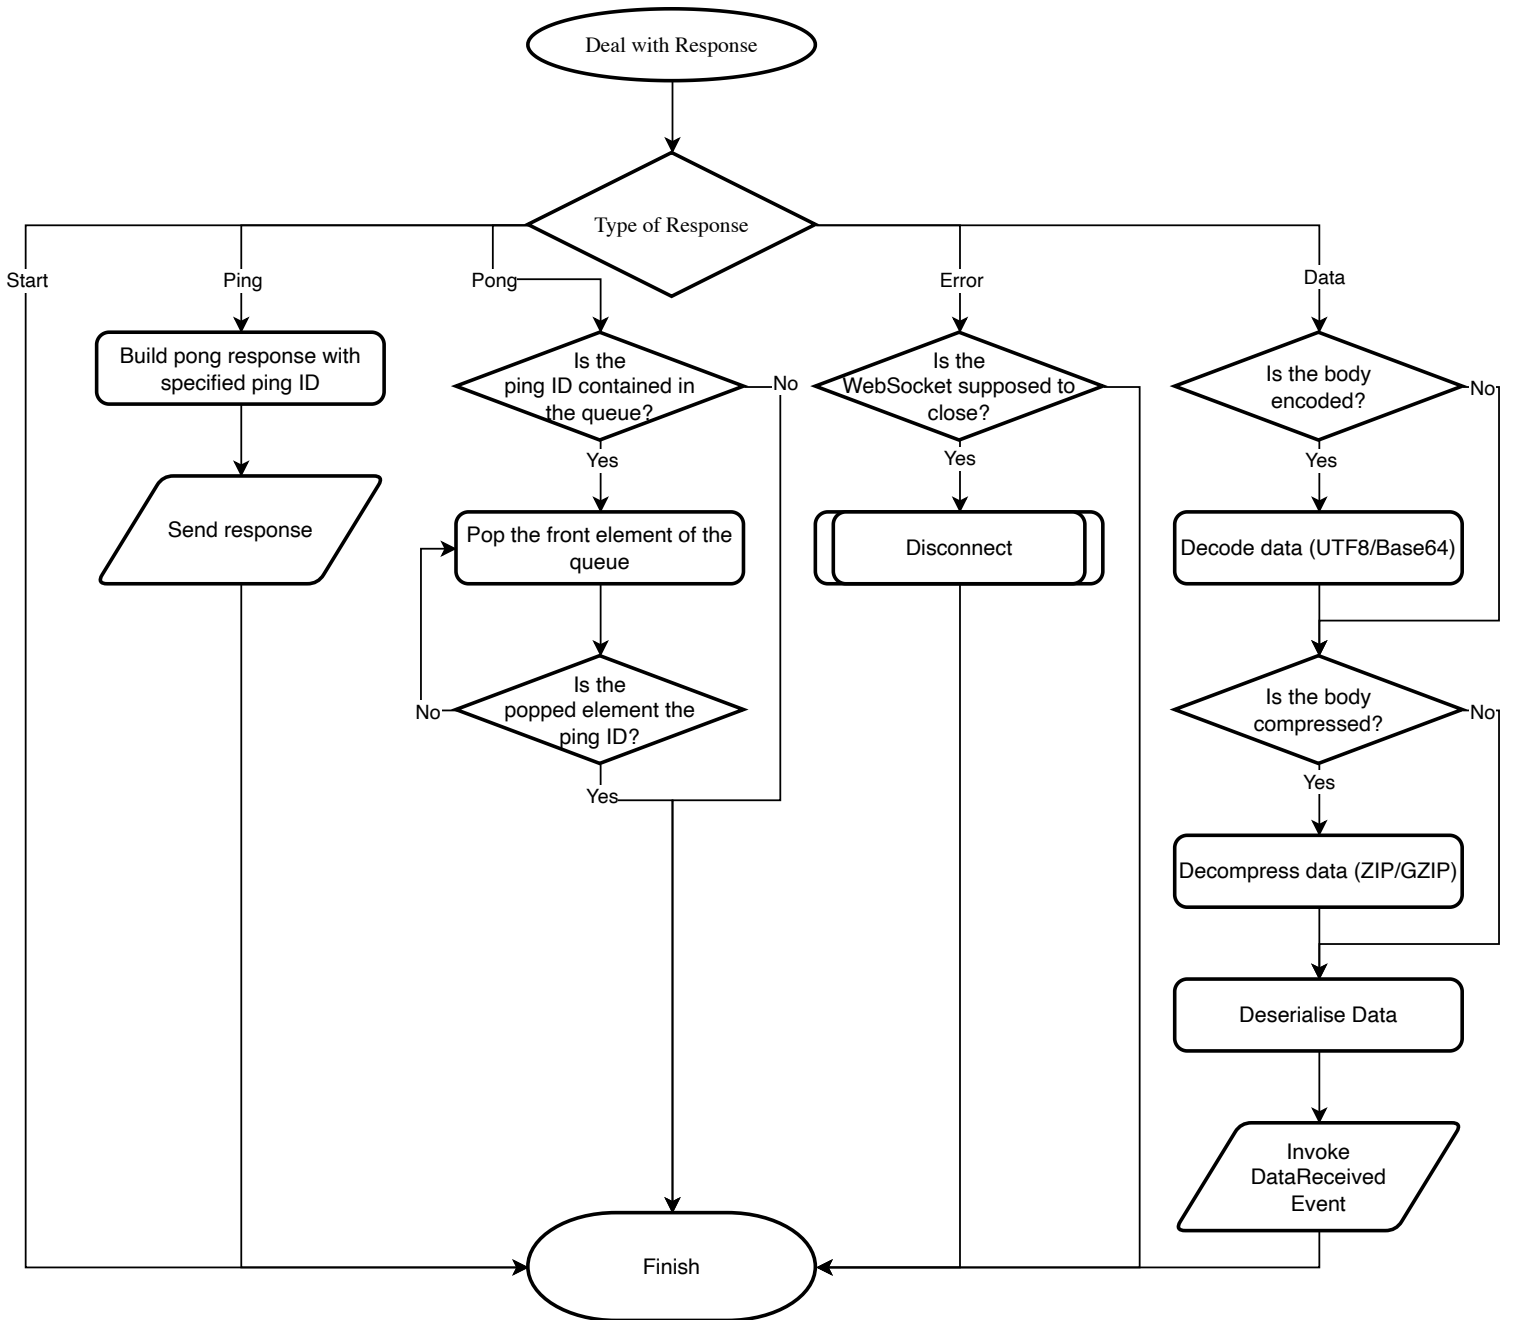 Deal with Response
Type of Response
Start
Ping
Pong
Error
Data
Build pong response with
specified ping ID
Is the
ping ID contained in
the queue?
No
Is the
WebSocket supposed to
close?
Is the body
encoded?
No
Yes
Yes
Yes
Send response
Pop the front element of the
queue
Disconnect
Decode data (UTF8/Base64)
Is the
popped element the
ping ID?
No
Is the body
compressed?
No
Yes
Yes
Decompress data (ZIP/GZIP)
Deserialise Data
Invoke
DataReceived
Event
Finish